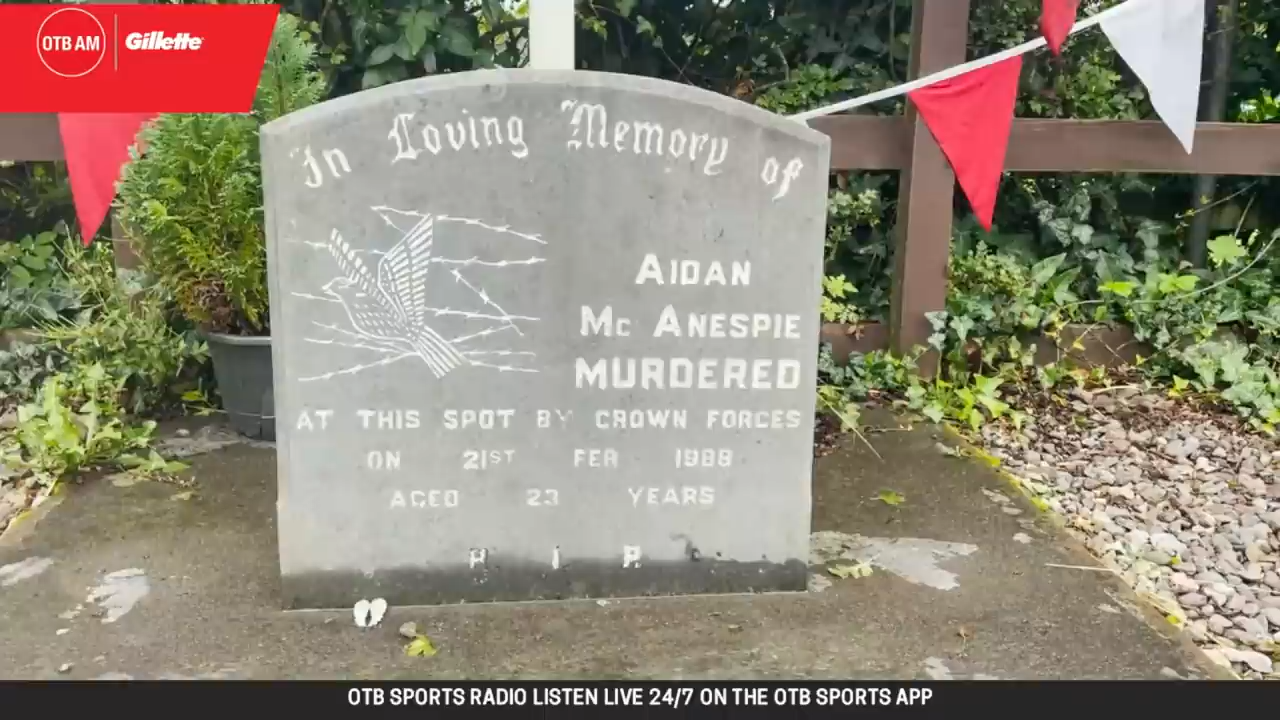 OTB AM | Gillette
In Loving Memory of
AIDAN
Mc ANESPIE
MURDERED
AT THIS SPOT BY CROWN FORCES
ON 21ST FEB 1988
AGED 23 YEARS
R I P
OTB SPORTS RADIO LISTEN LIVE 24/7 ON THE OTB SPORTS APP